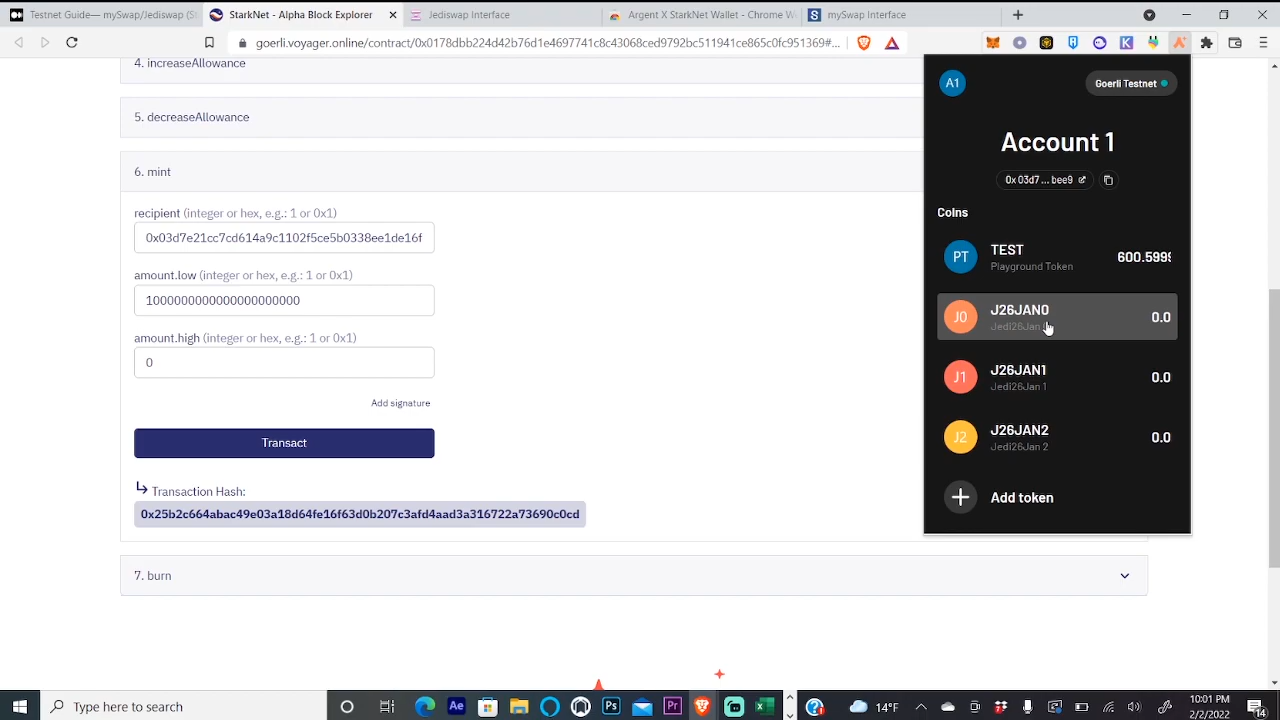 Testnet Guide— mySwap/Jediswap (S
StarkNet - Alpha Block Explorer
Jediswap Interface
Argent X StarkNet Wallet - Chrome W
mySwap Interface
goerli.voyager.online/contract/0x0178dbb224d42b76d1e4697741c8c43068ced9792bc511941ce865c0fc951369#...
4. increaseAllowance
5. decreaseAllowance
6. mint
recipient (integer or hex, e.g.: 1 or 0x1)
0x03d7e21cc7cd614a9c1102f5ce5b0338ee1de16f
amount.low (integer or hex, e.g.: 1 or 0x1)
1000000000000000000000
amount.high (integer or hex, e.g.: 1 or 0x1)
0
Add signature
Transact
Transaction Hash:
0x25b2c664abac49e03a18d64fe16f63d0b207c3afd4aad3a316722a73690c0cd
7. burn
A1
Goerli Testnet
Account 1
0x 03d7 ... bee9
Coins
PT
TEST
600.5999
Playground Token
J0
J26JAN0
0.0
Jedi26Jan
J1
J26JAN1
0.0
Jedi26Jan 1
J2
J26JAN2
0.0
Jedi26Jan 2
Add token
Type here to search
14°F
10:01 PM
2/2/2022
14